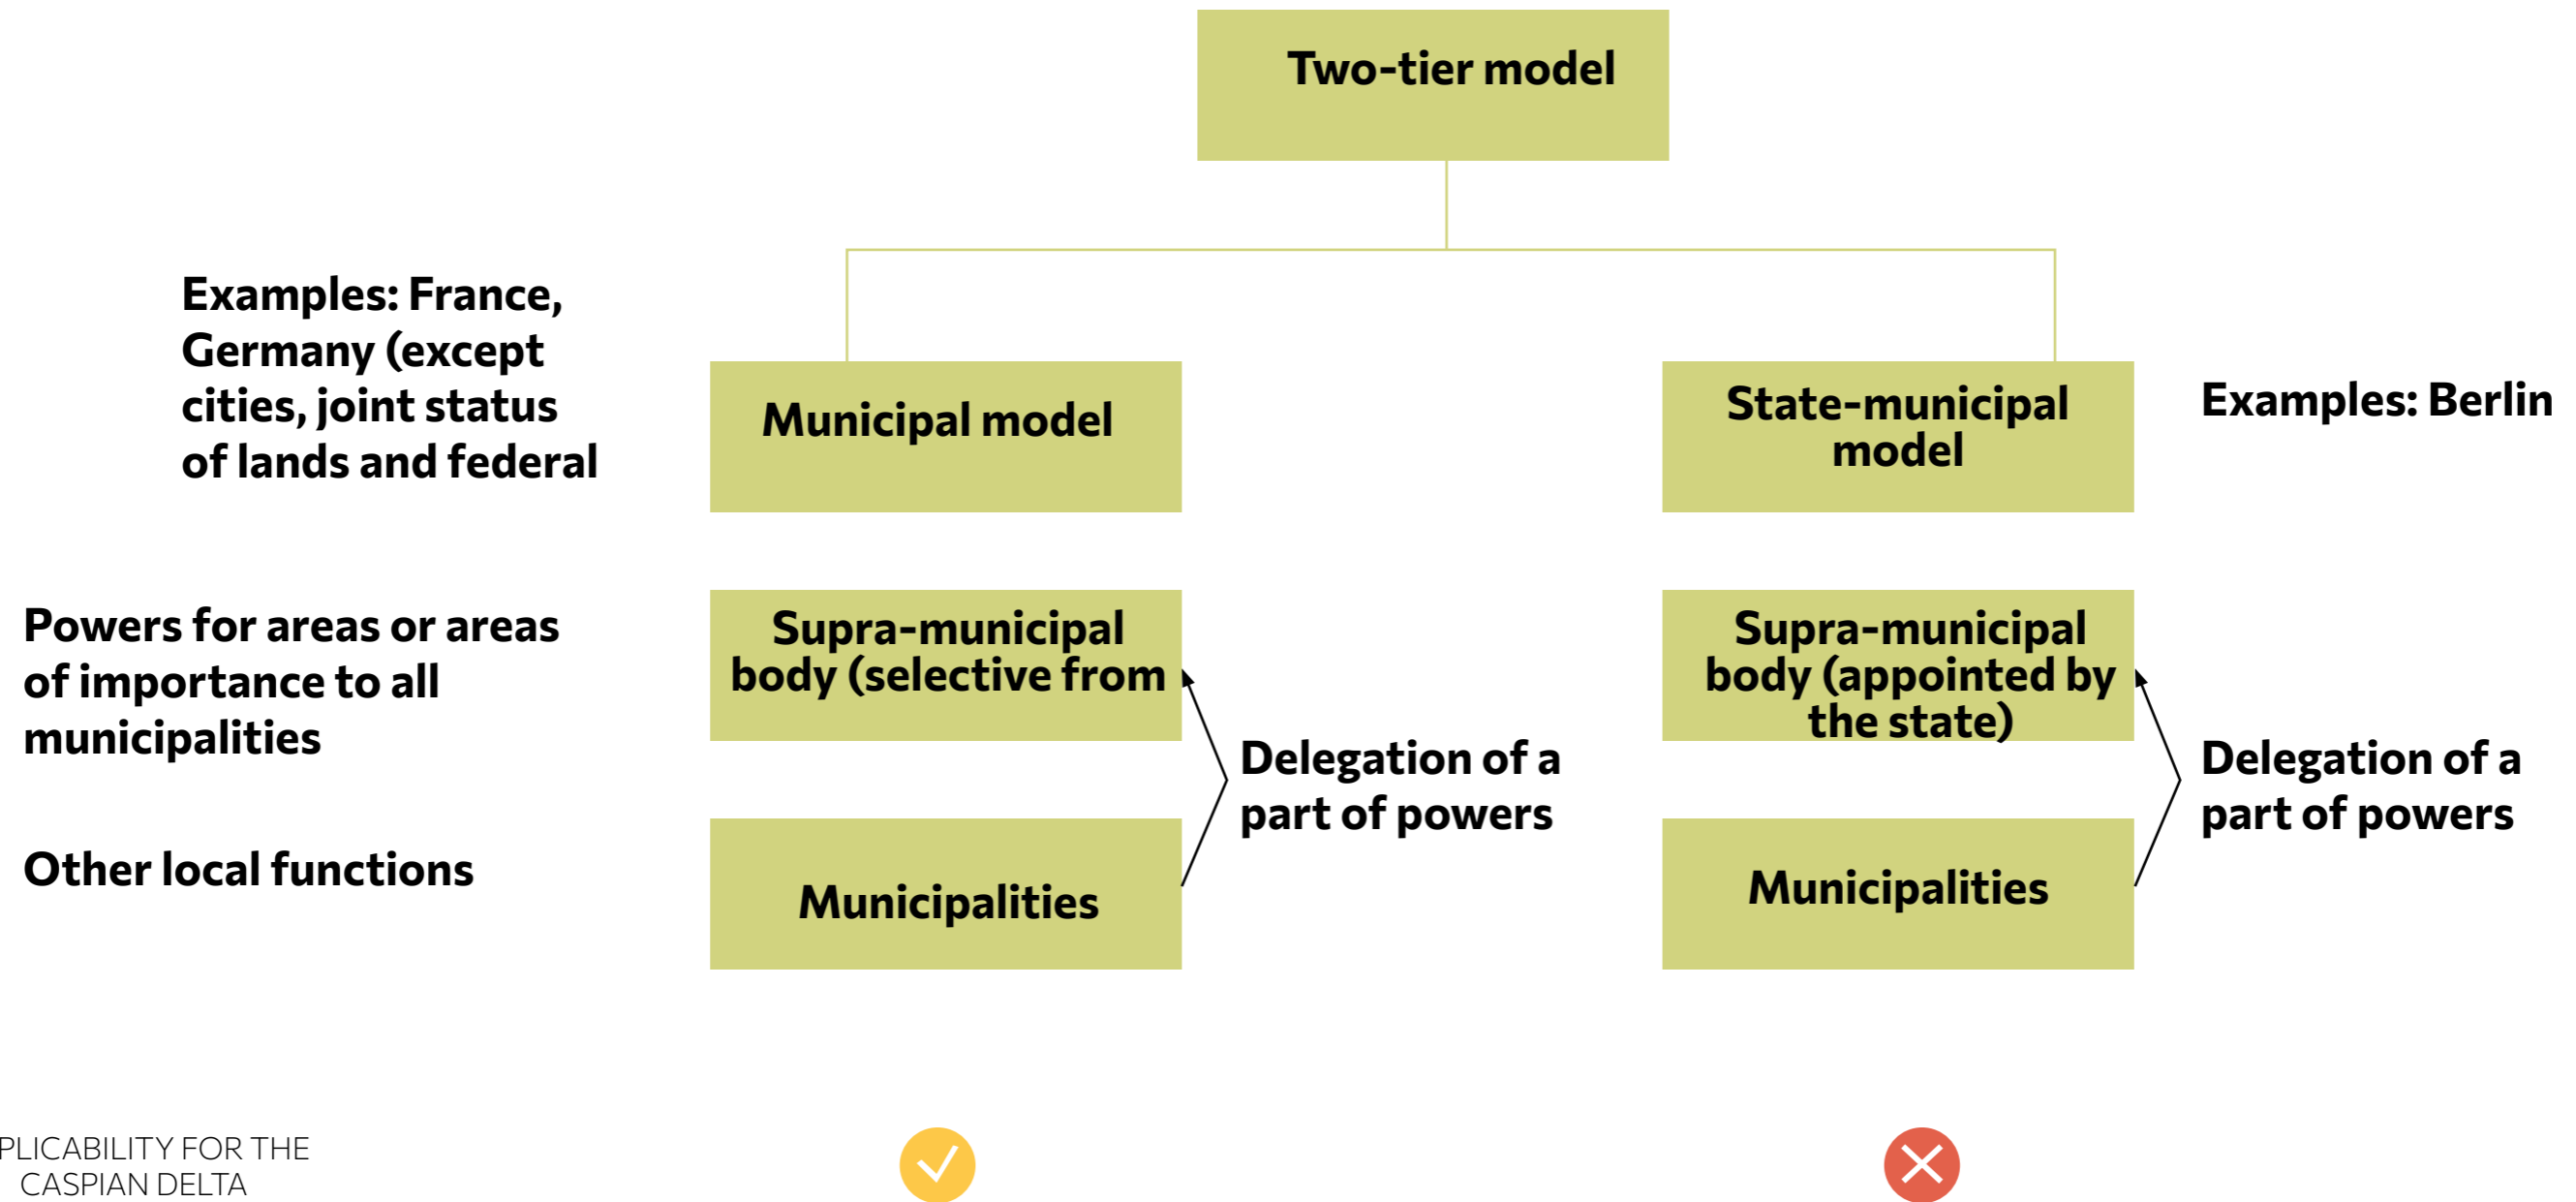 Two-tier model
Examples: France,
Germany (except
cities, joint status
of lands and federal
Municipal model
State-municipal
model
Examples: Berlin
Powers for areas or areas
of importance to all
municipalities
Supra-municipal
body (selective from
Supra-municipal
body (appointed by
the state)
Delegation of a
part of powers
Delegation of a
part of powers
Other local functions
Municipalities
Municipalities
PLICABILITY FOR THE
CASPIAN DELTA